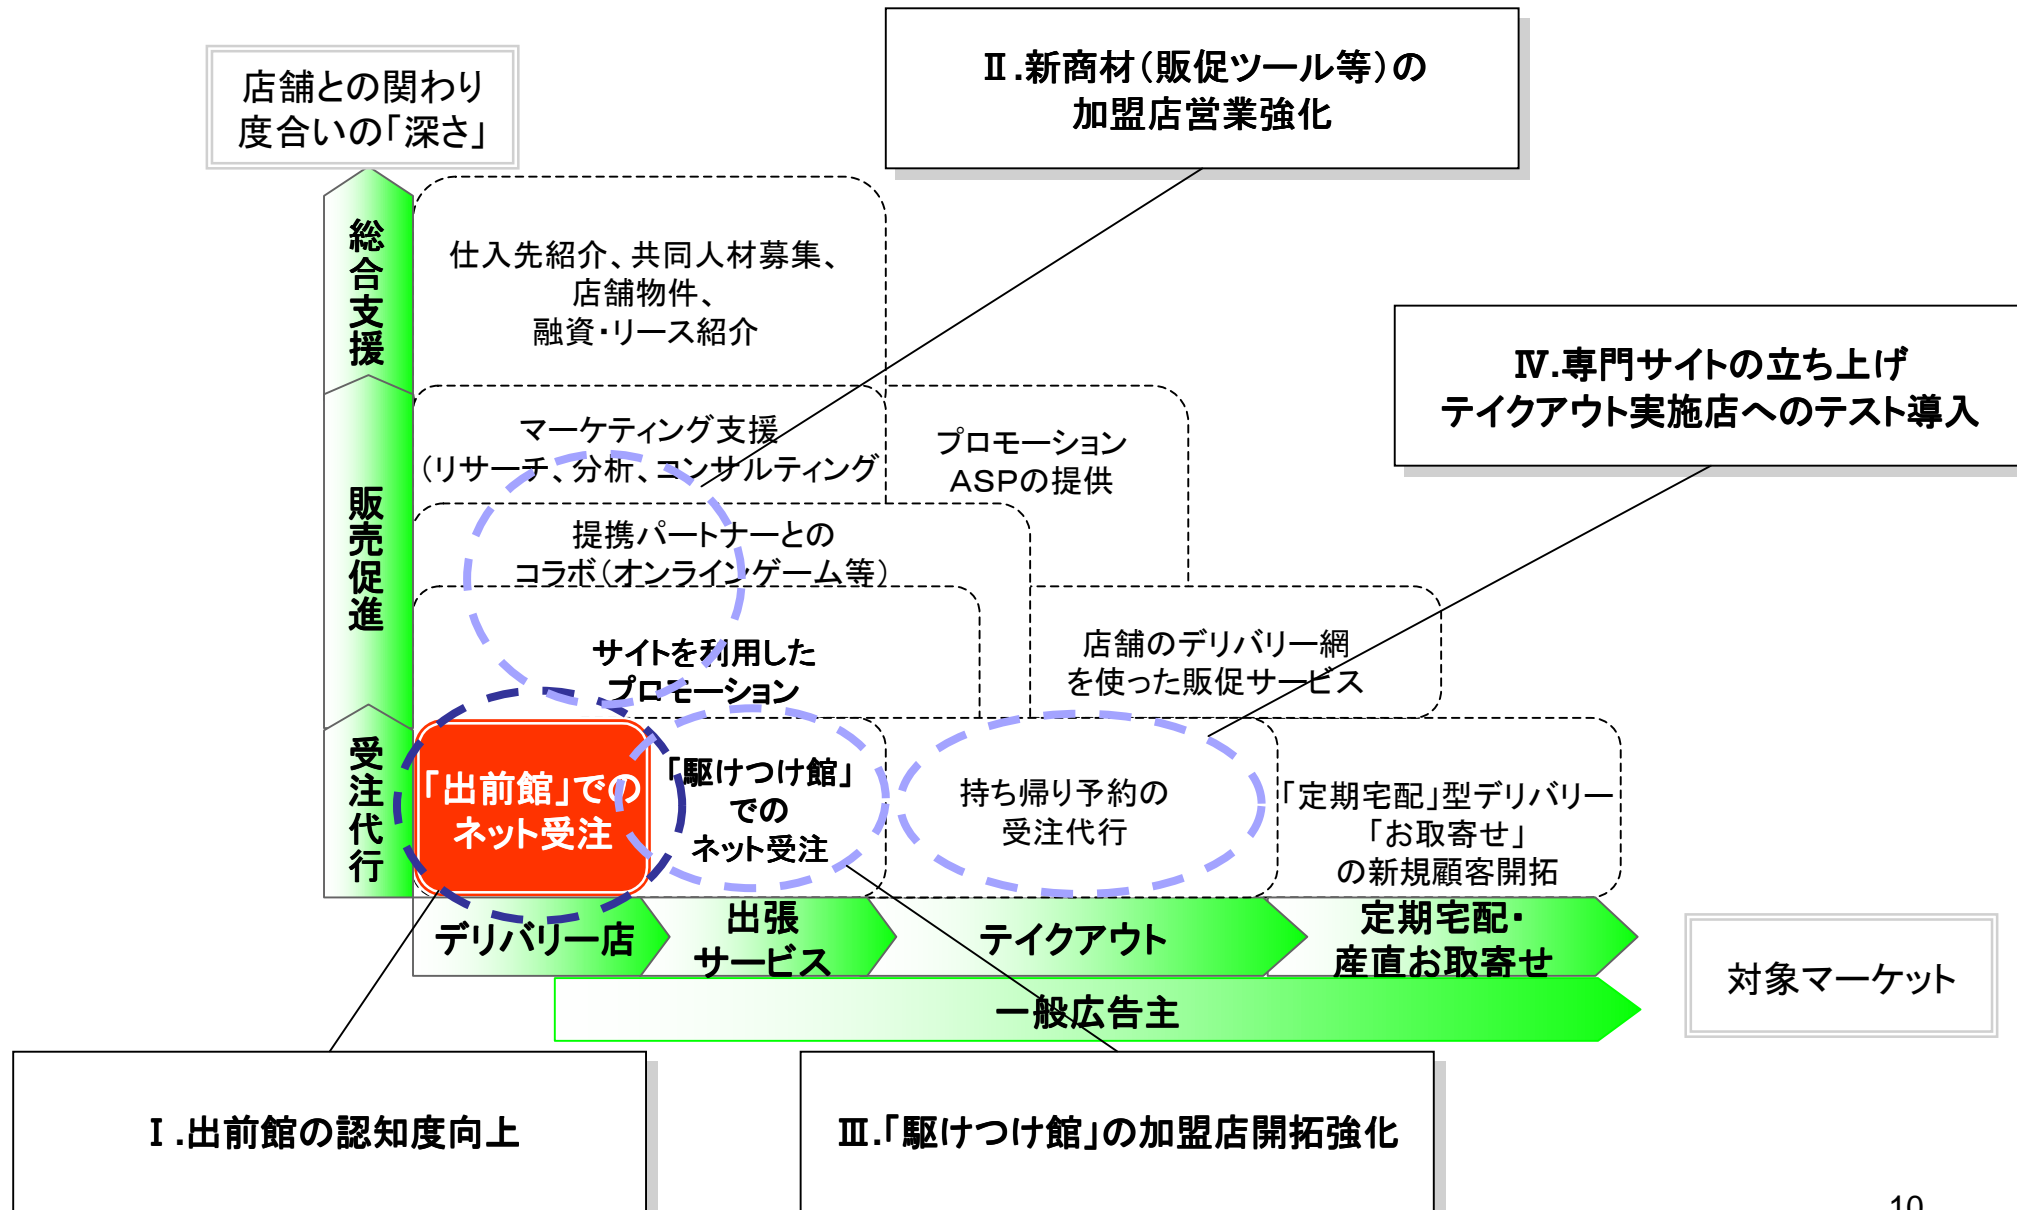 店舗との関わり
度合いの「深さ」
Ⅱ.新商材(販促ツール等)の
加盟店営業強化
総合支援
仕入先紹介、共同人材募集、
店舗物件、
融資・リース紹介
Ⅳ.専門サイトの立ち上げ
テイクアウト実施店へのテスト導入
販売促進
マーケティング支援
(リサーチ、分析、コンサルティング
プロモーション
ASPの提供
提携パートナーとの
コラボ(オンラインゲーム等)
サイトを利用した
プロモーション
店舗のデリバリー網
を使った販促サービス
受注代行
「出前館」での
ネット受注
「駆けつけ館」
での
ネット受注
持ち帰り予約の
受注代行
「定期宅配」型デリバリー
「お取寄せ」
の新規顧客開拓
デリバリー店
出張
サービス
テイクアウト
定期宅配・
産直お取寄せ
対象マーケット
一般広告主
Ⅰ.出前館の認知度向上
Ⅲ.「駆けつけ館」の加盟店開拓強化
10